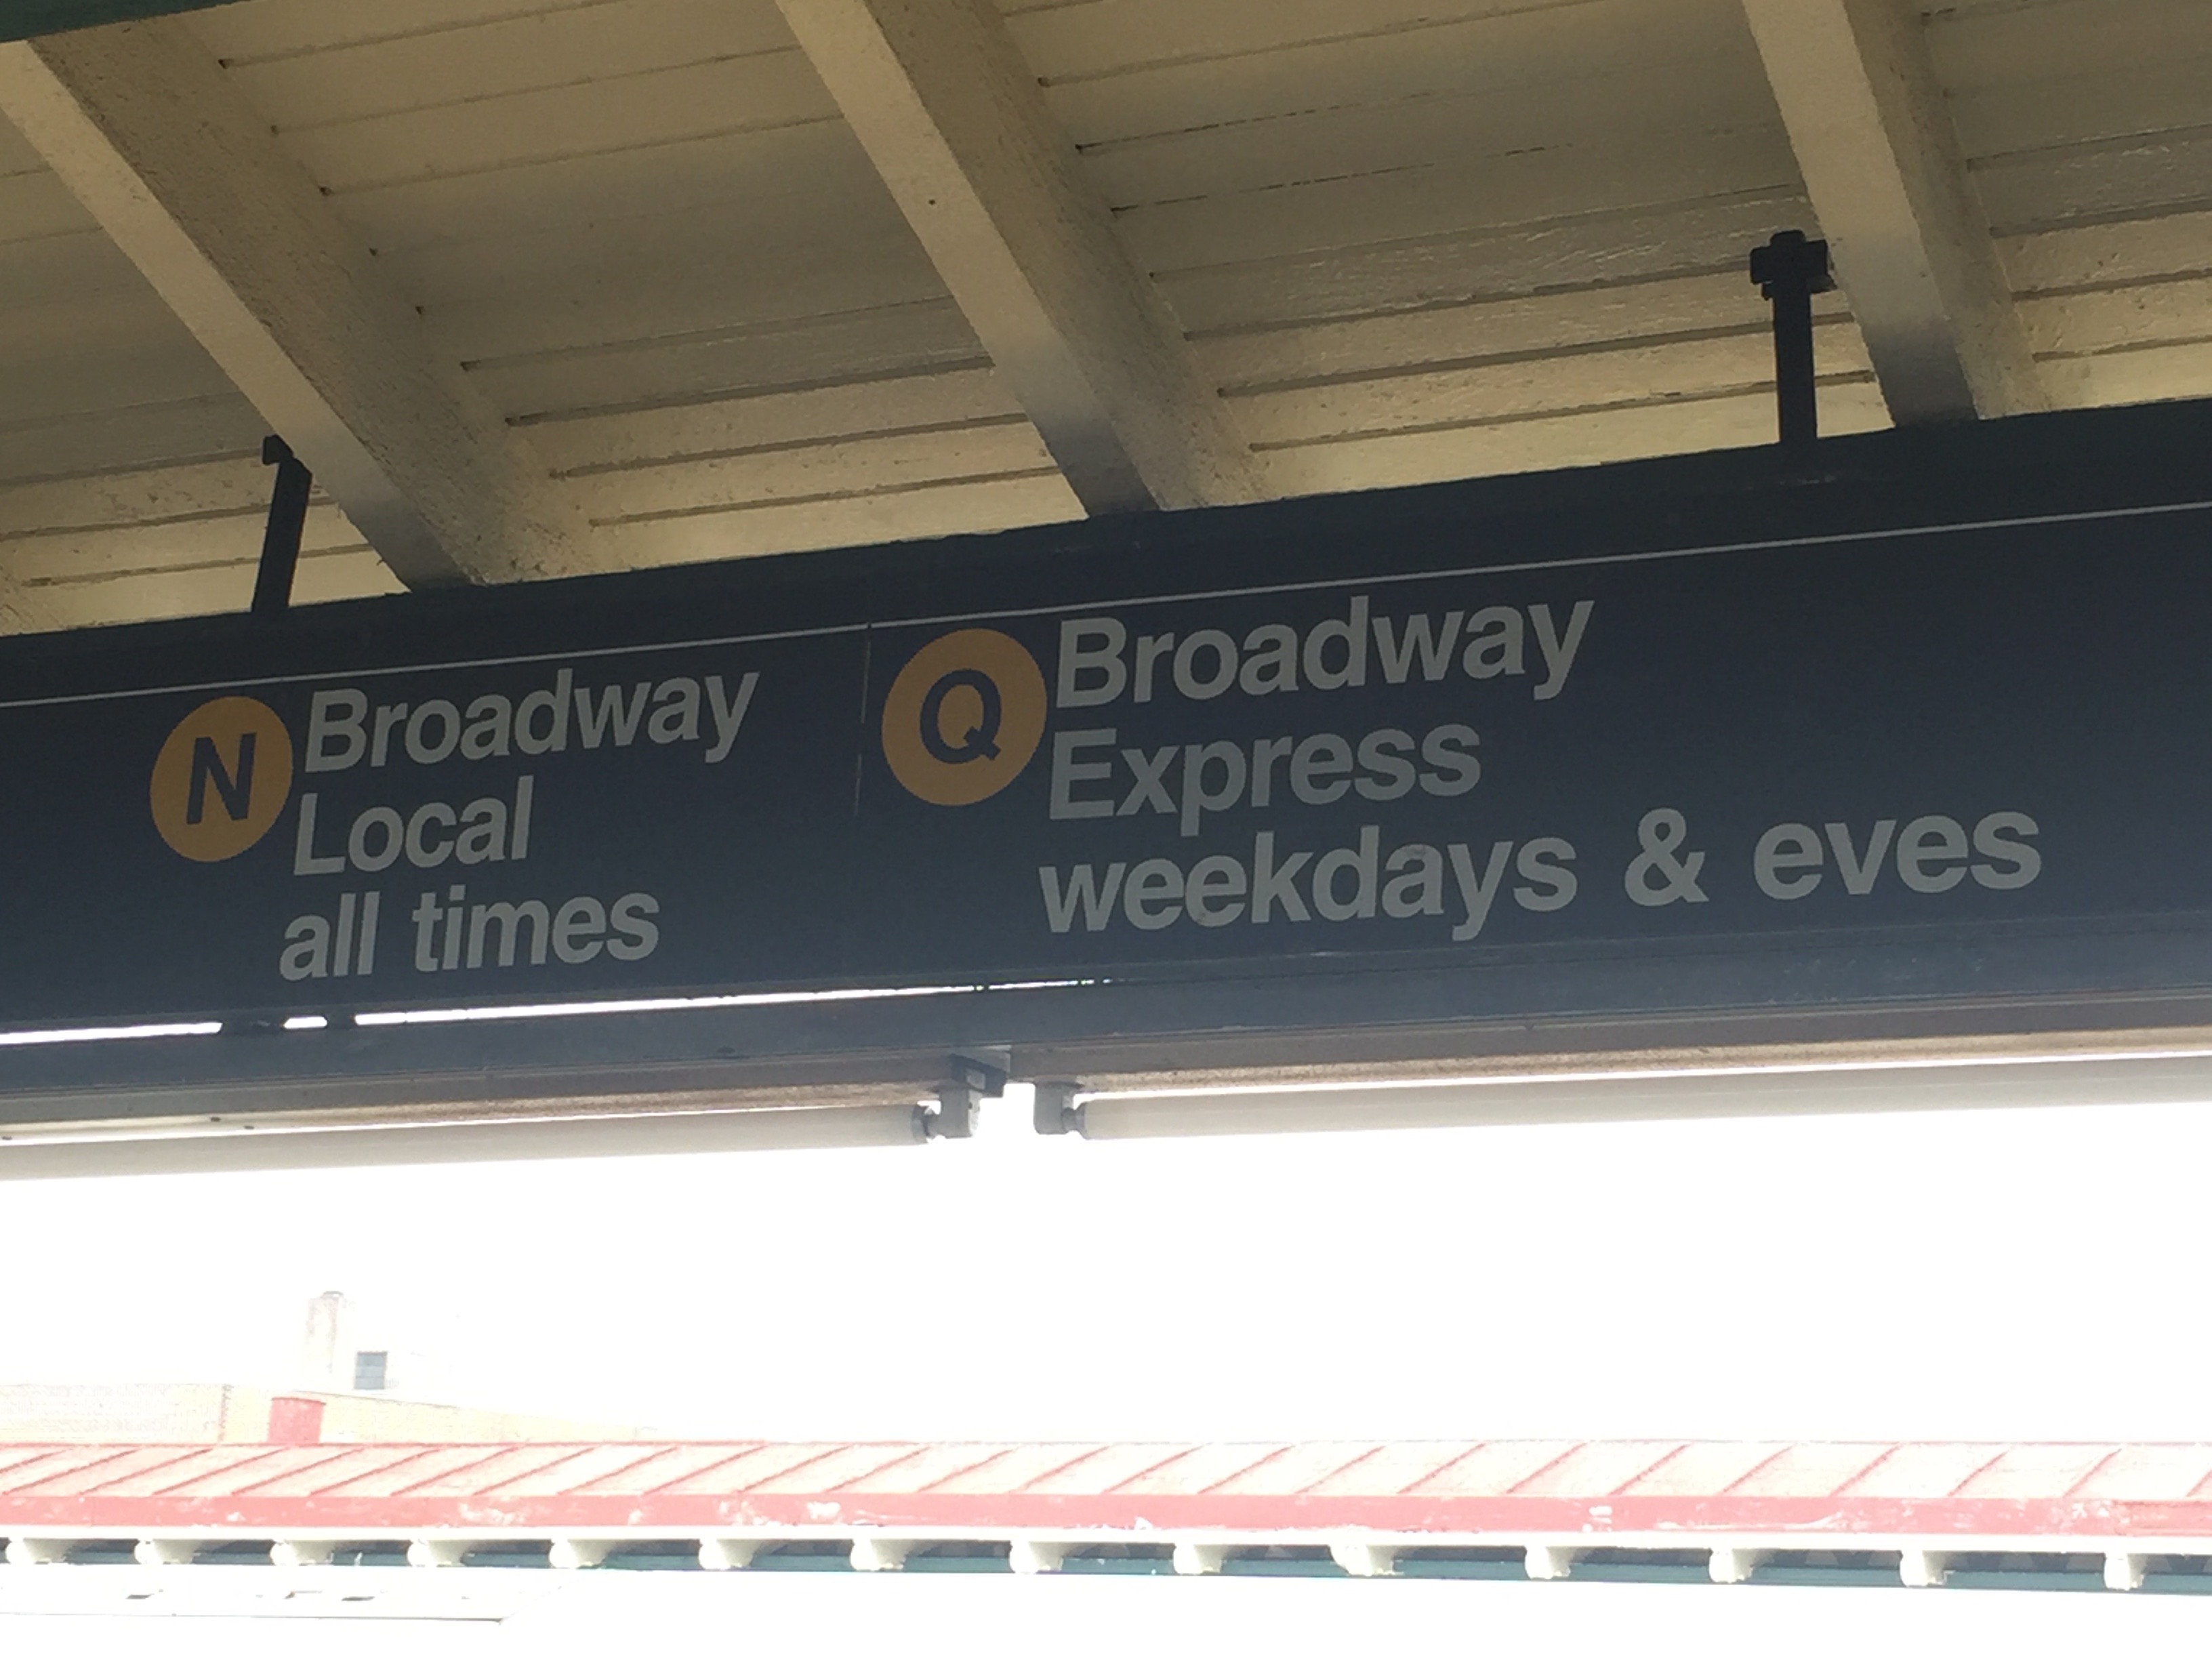 N Broadway
Local
all times
Q Broadway
Express
weekdays & eves